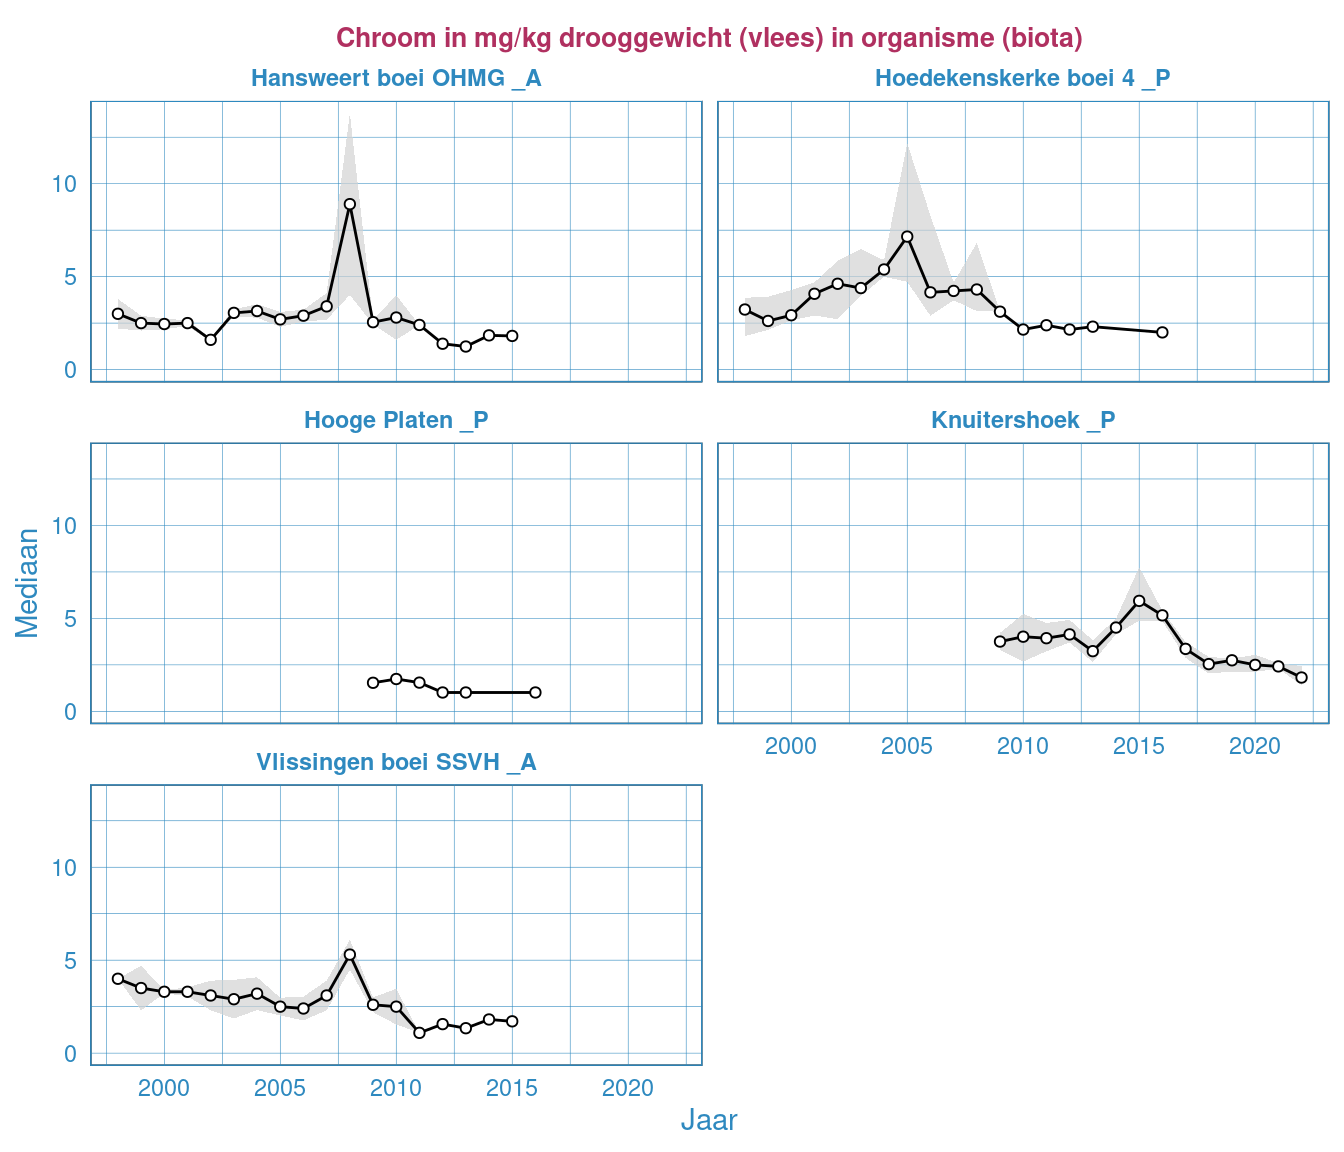 Chroom in mg/kg drooggewicht (vlees) in organisme (biota)
Hansweert boei OHMG _A
Hoedekenskerke boei 4 _P
10
5
0
Hooge Platen _P
Knuitershoek _P
10
5
0
Mediaan
2000 2005 2010 2015 2020
Vlissingen boei SSVH _A
10
5
0
2000 2005 2010 2015 2020
Jaar